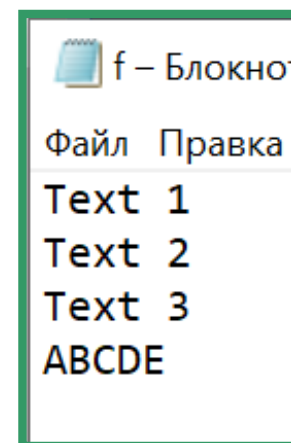 f – Блокнот
Файл Правка
Text 1
Text 2
Text 3
ABCDE